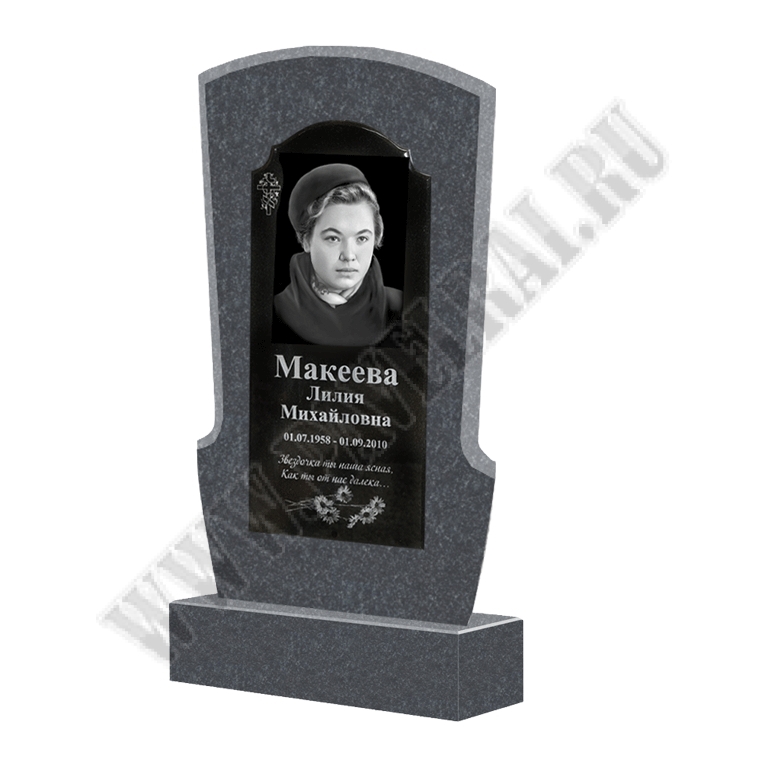 Макеева
Лилия
Михайловна
01.07.1958 - 01.09.2010
Звездочка ты наша ясная,
Как ты от нас далека...